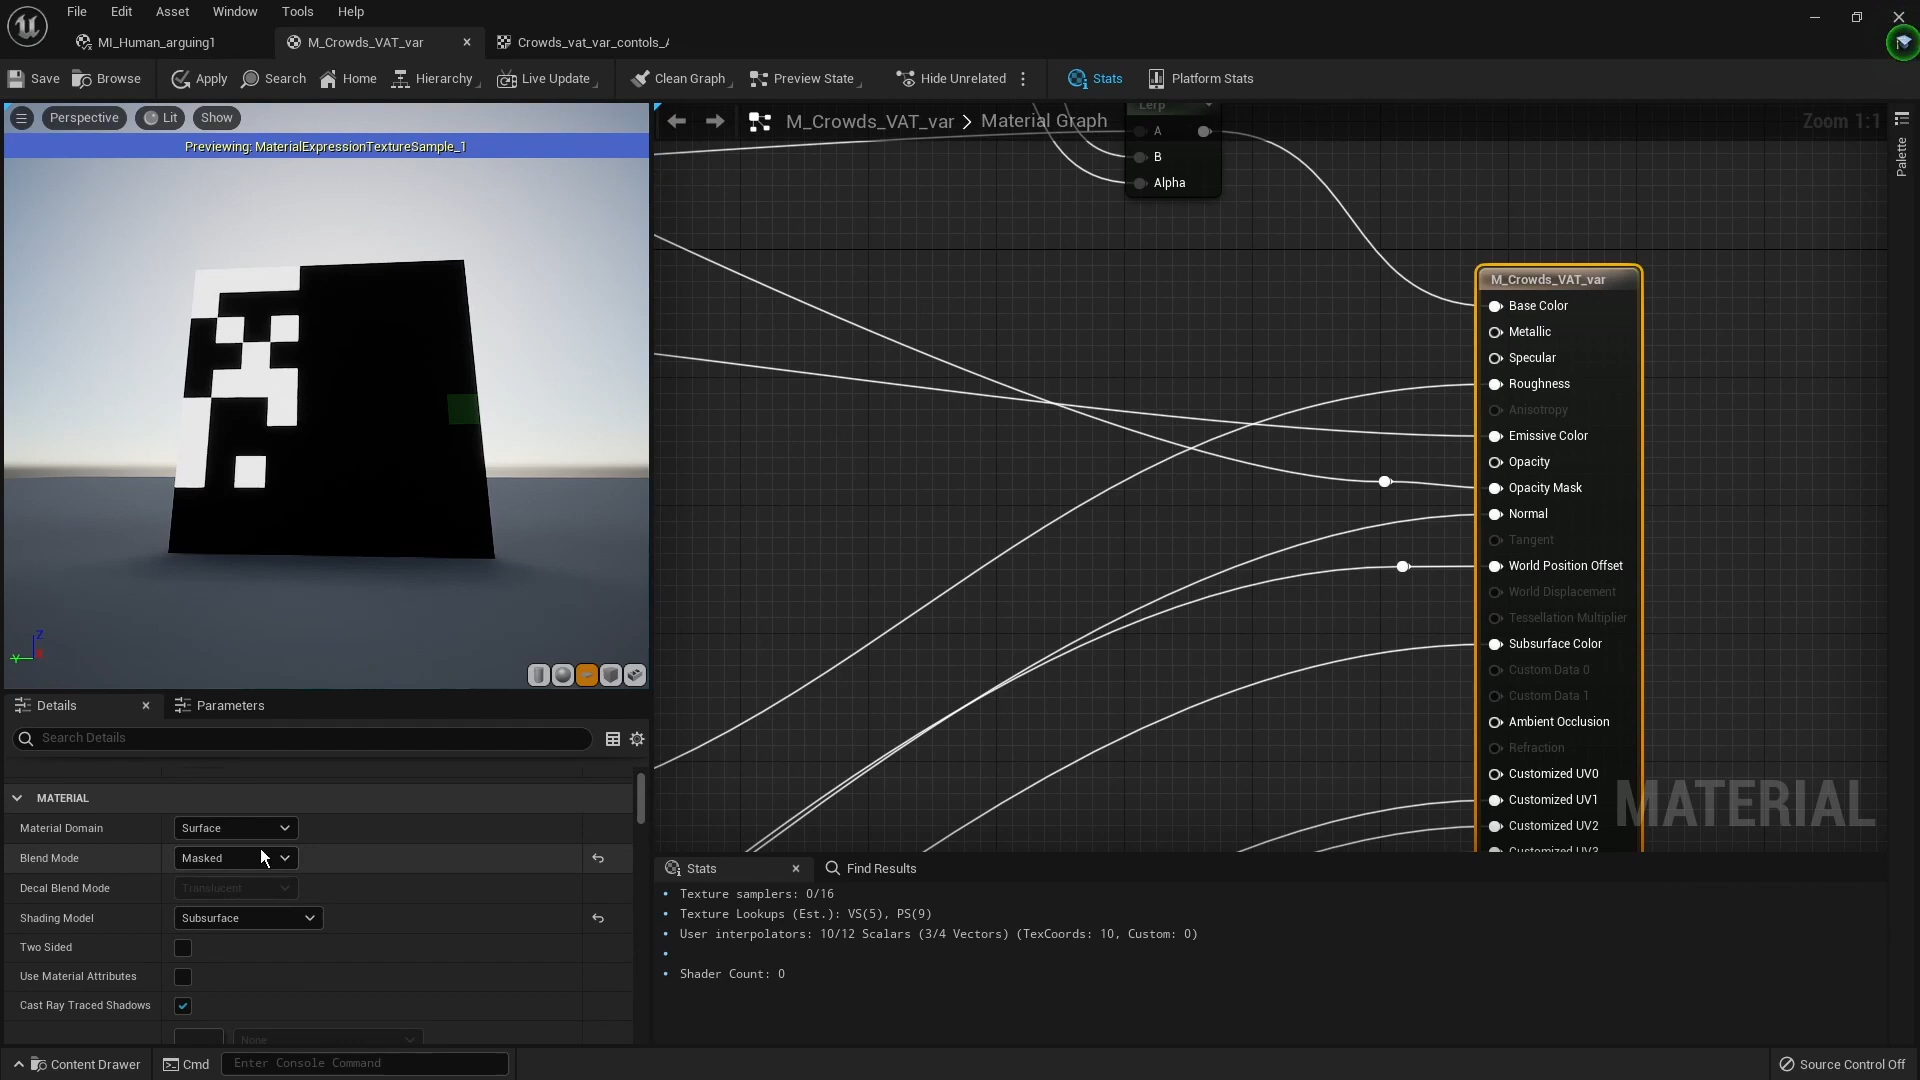 File Edit Asset Window Tools Help
MI_Human_arguing1 M_Crowds_VAT_var Crowds_vat_var_contols_
Save Browse Apply Search Home Hierarchy Live Update Clean Graph Preview State Hide Unrelated Stats Platform Stats
Perspective Lit Show
Previewing: MaterialExpressionTextureSample_1
M_Crowds_VAT_var > Material Graph
Zoom 1:1
Palette
Lerp
A
B
Alpha
M_Crowds_VAT_var
Base Color
Metallic
Specular
Roughness
Anisotropy
Emissive Color
Opacity
Opacity Mask
Normal
Tangent
World Position Offset
World Displacement
Tessellation Multiplier
Subsurface Color
Custom Data 0
Custom Data 1
Ambient Occlusion
Refraction
Customized UV0
Customized UV1
Customized UV2
Customized UV3
MATERIAL
Z
Y
Details Parameters
Search Details
MATERIAL
Material Domain Surface
Blend Mode Masked
Decal Blend Mode Translucent
Shading Model Subsurface
Two Sided
Use Material Attributes
Cast Ray Traced Shadows
None
Stats Find Results
Texture samplers: 0/16
Texture Lookups (Est.): VS(5), PS(9)
User interpolators: 10/12 Scalars (3/4 Vectors) (TexCoords: 10, Custom: 0)
Shader Count: 0
Content Drawer Cmd Enter Console Command Source Control Off